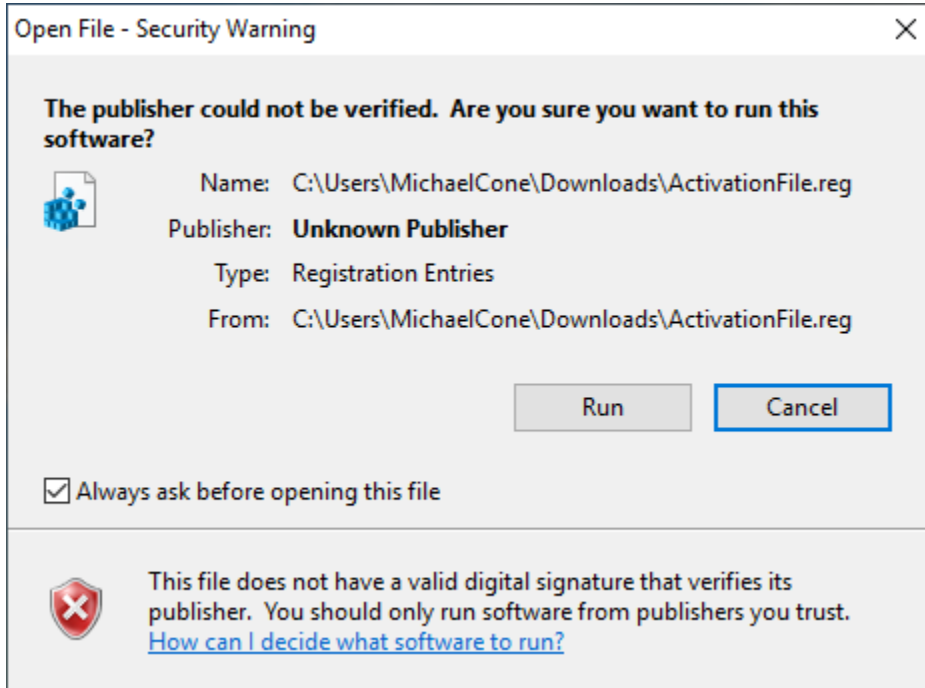 Open File - Security Warning
The publisher could not be verified.  Are you sure you want to run this
software?
Name: C:\Users\MichaelCone\Downloads\ActivationFile.reg
Publisher: Unknown Publisher
Type: Registration Entries
From: C:\Users\MichaelCone\Downloads\ActivationFile.reg
Run Cancel
Always ask before opening this file
This file does not have a valid digital signature that verifies its
publisher.  You should only run software from publishers you trust.
How can I decide what software to run?